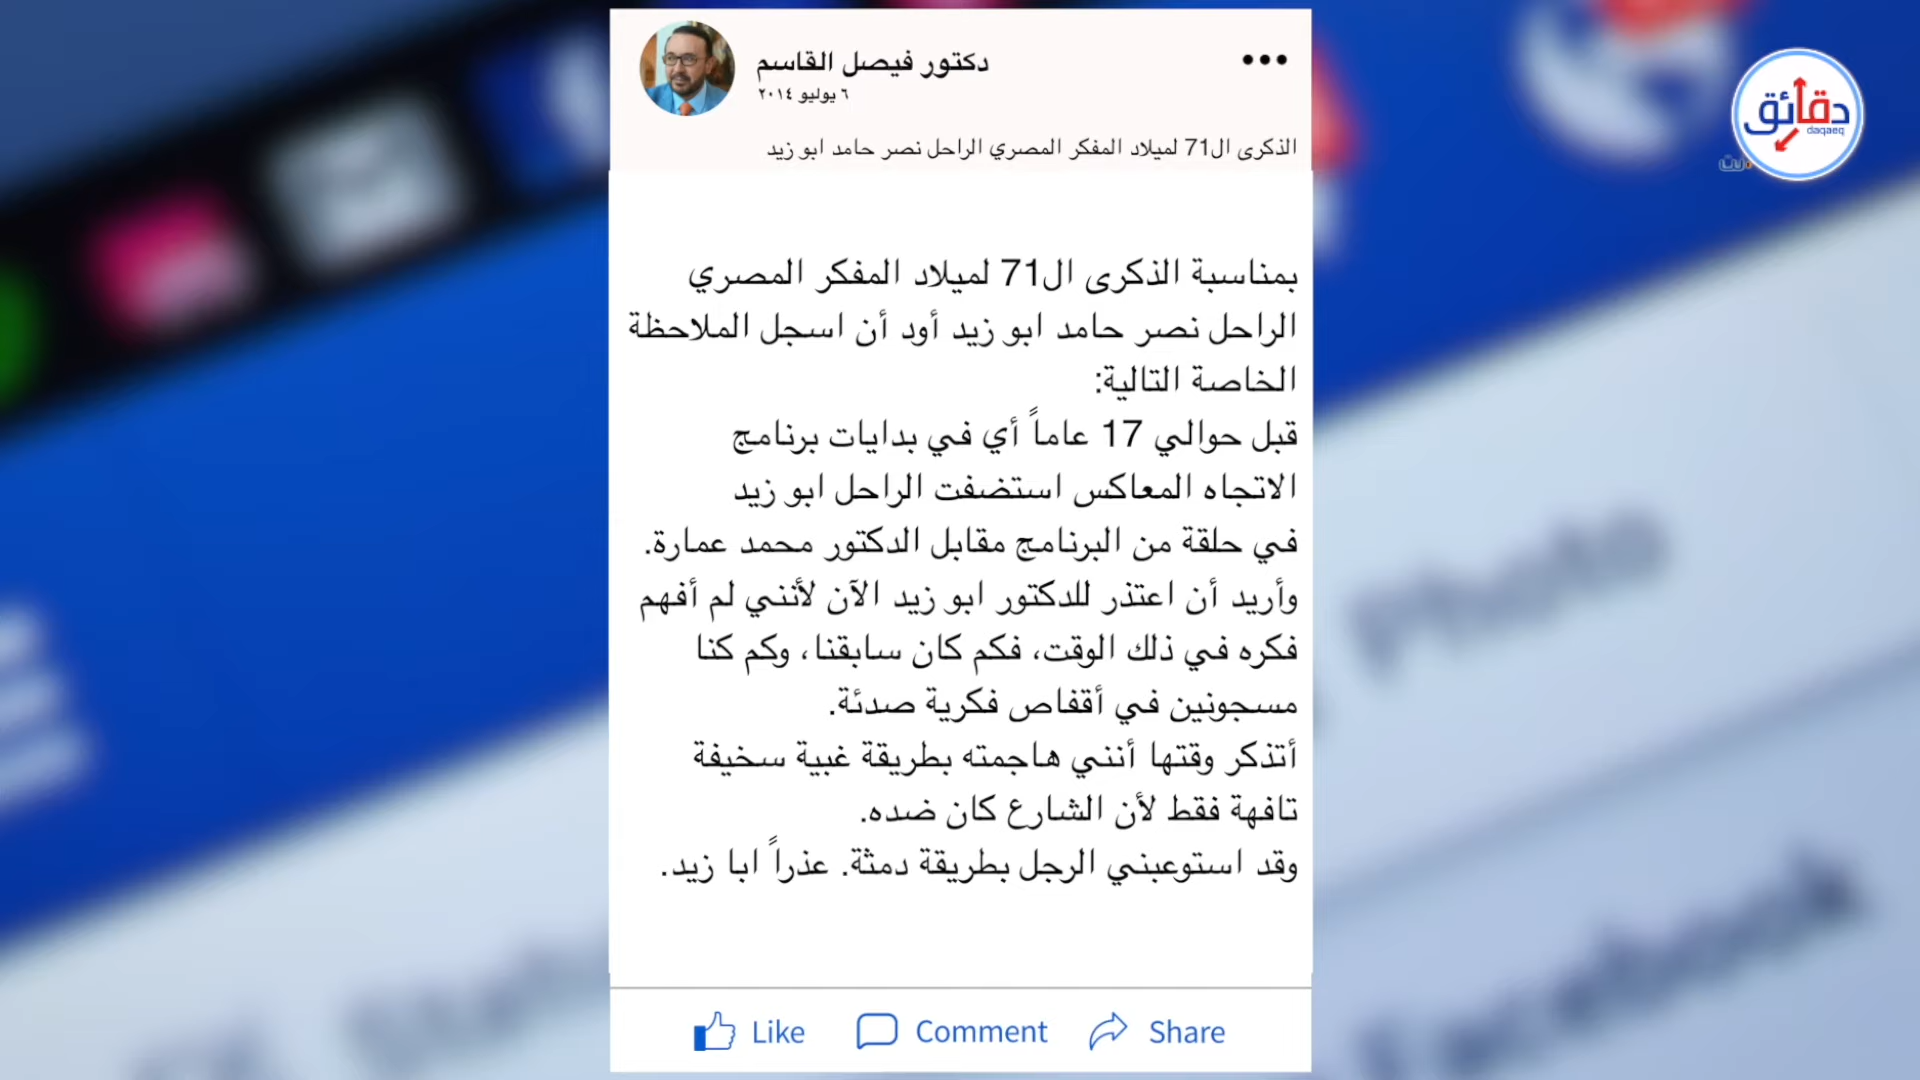 دكتور فيصل القاسم
٦ يوليو ٢٠١٤
الذكرى ال71 لميلاد المفكر المصري الراحل نصر حامد ابو زيد
بمناسبة الذكرى ال71 لميلاد المفكر المصري
الراحل نصر حامد ابو زيد أود أن اسجل الملاحظة
الخاصة التالية:
قبل حوالي 17 عاماً أي في بدايات برنامج
الاتجاه المعاكس استضفت الراحل ابو زيد
في حلقة من البرنامج مقابل الدكتور محمد عمارة.
وأريد أن اعتذر للدكتور ابو زيد الآن لأنني لم أفهم
فكره في ذلك الوقت، فكم كان سابقنا، وكم كنا
مسجونين في أقفاص فكرية صدئة.
أتذكر وقتها أنني هاجمته بطريقة غبية سخيفة
تافهة فقط لأن الشارع كان ضده.
وقد استوعبني الرجل بطريقة دمثة. عذراً ابا زيد.
Like Comment Share
دقائق
daqaeq
Photo
Facebook